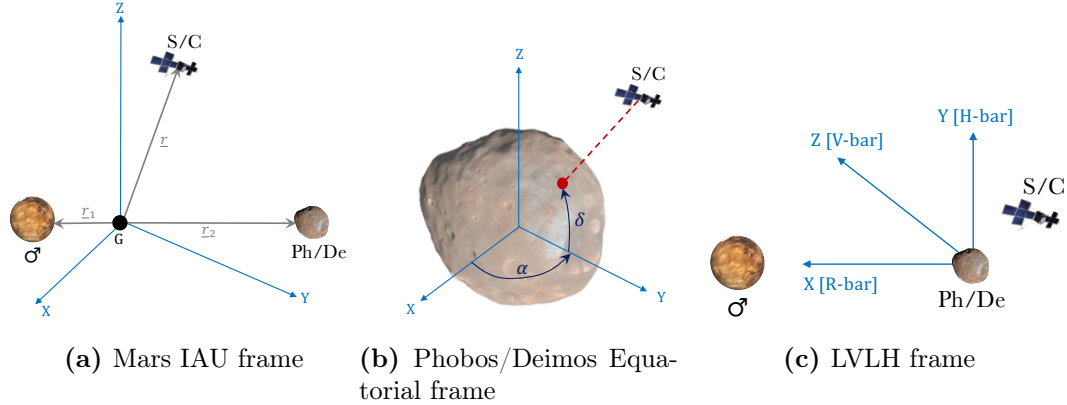 Z
S/C
r
r₁
r₂
G
♂
Ph/De
X
Y
(a) Mars IAU frame
Z
S/C
δ
α
X
Y
(b) Phobos/Deimos Equa-
torial frame
Y [H-bar]
Z [V-bar]
S/C
X [R-bar]
♂
Ph/De
(c) LVLH frame